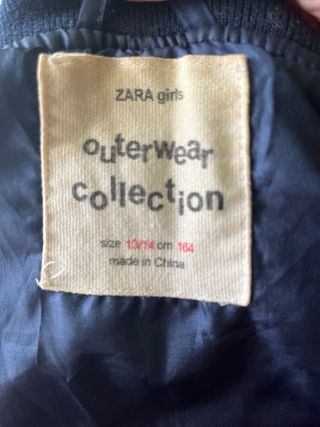 ZARA girls
outerwear
collection
size 13/14 cm 164
made in China